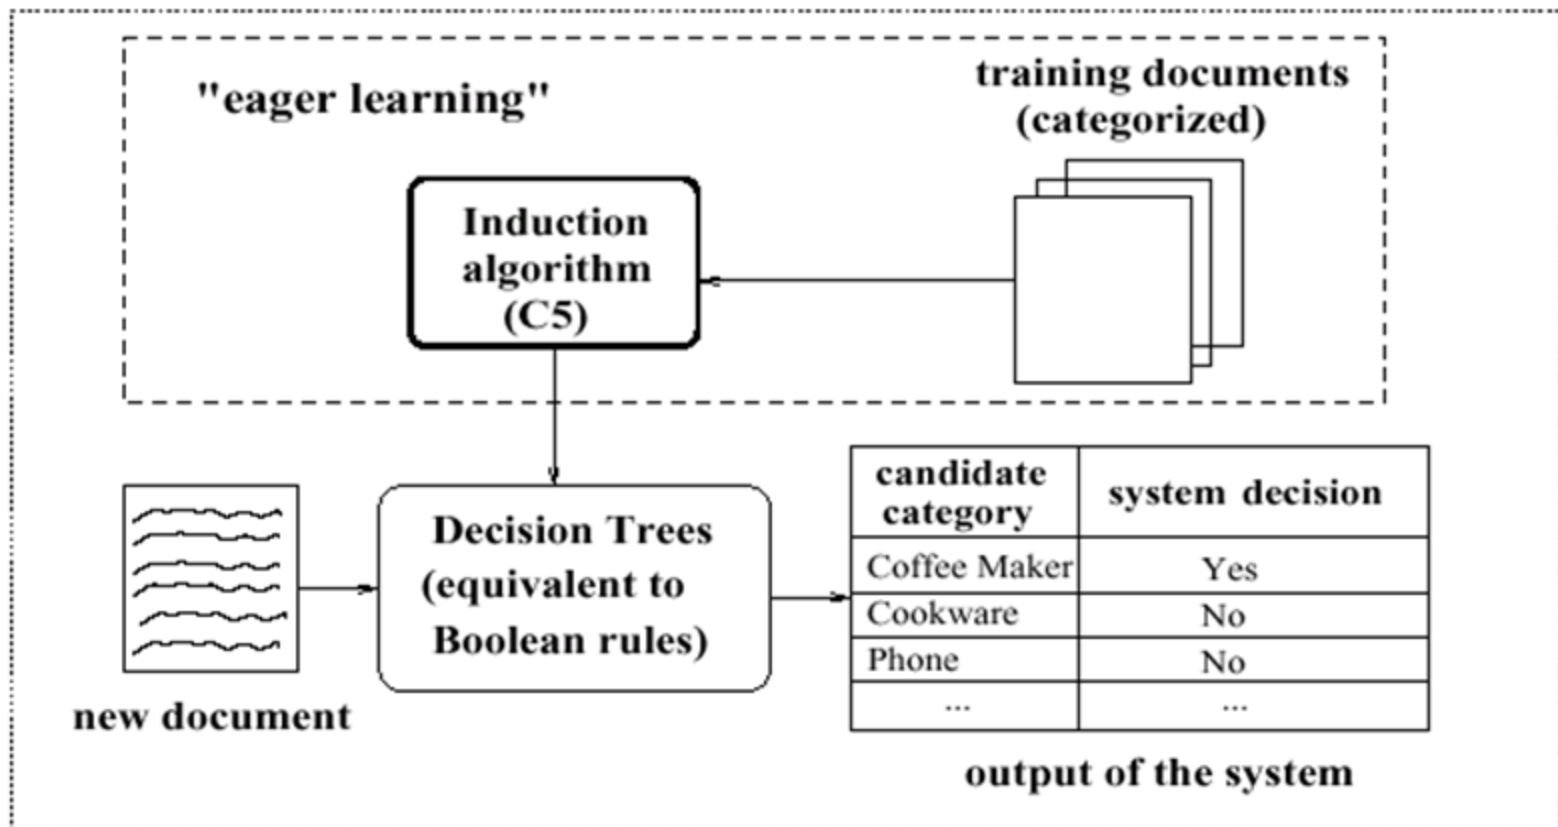 "eager learning"
training documents
(categorized)
Induction
algorithm
(C5)
Decision Trees
(equivalent to
Boolean rules)
new document
candidate
category
system decision
Coffee Maker
Yes
Cookware
No
Phone
No
...
...
output of the system